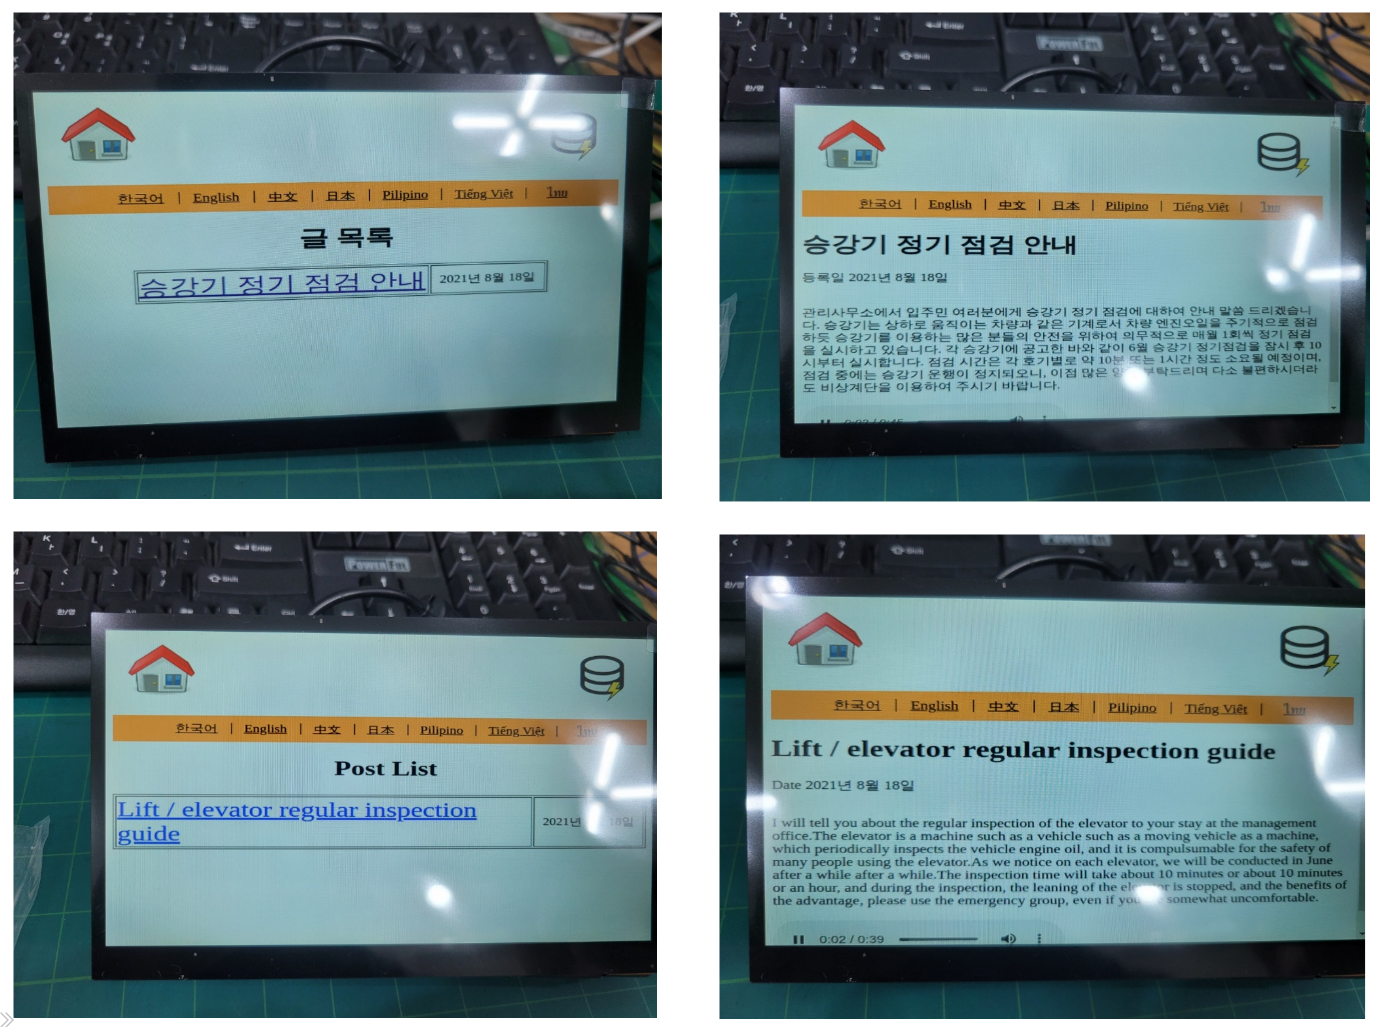 한국어 | English | 中文 | 日本 | Pilipino | Tiếng Việt | ไทย
글 목록
승강기 정기 점검 안내 2021년 8월 18일
Enter
Shift
한/영
PowerFul
한국어 | English | 中文 | 日本 | Pilipino | Tiếng Việt |
승강기 정기 점검 안내
등록일 2021년 8월 18일
관리사무소에서 입주민 여러분에게 승강기 정기 점검에 대하여 안내 말씀 드리겠습니
다. 승강기는 상하로 움직이는 차량과 같은 기계로서 차량 엔진오일을 주기적으로 점검
하듯 승강기를 이용하는 많은 분들의 안전을 위하여 의무적으로 매월 1회씩 정기 점검
을 실시하고 있습니다. 각 승강기에 공고한 바와 같이 6월 승강기 정기점검을 잠시 후 10
시부터 실시합니다. 점검 시간은 각 호기별로 약 10분 또는 1시간 정도 소요될 예정이며,
점검 중에는 승강기 운행이 정지되오니, 이점 많은 부탁드리며 다소 불편하시더라
도 비상계단을 이용하여 주시기 바랍니다.
Enter
Shift
한/영
PowerFul
한국어 | English | 中文 | 日本 | Pilipino | Tiếng Việt |
Post List
Lift / elevator regular inspection
guide
2021년 18일
Shift
한/영
한국어 | English | 中文 | 日本 | Pilipino | Tiếng Việt |
Lift / elevator regular inspection guide
Date 2021년 8월 18일
I will tell you about the regular inspection of the elevator to your stay at the management
office.The elevator is a machine such as a vehicle such as a moving vehicle as a machine,
which periodically inspects the vehicle engine oil, and it is compulsumable for the safety of
many people using the elevator.As we notice on each elevator, we will be conducted in June
after a while after a while.The inspection time will take about 10 minutes or about 10 minutes
or an hour, and during the inspection, the leaning of the is stopped, and the benefits of
the advantage, please use the emergency group, even if somewhat uncomfortable.
0:02 / 0:39